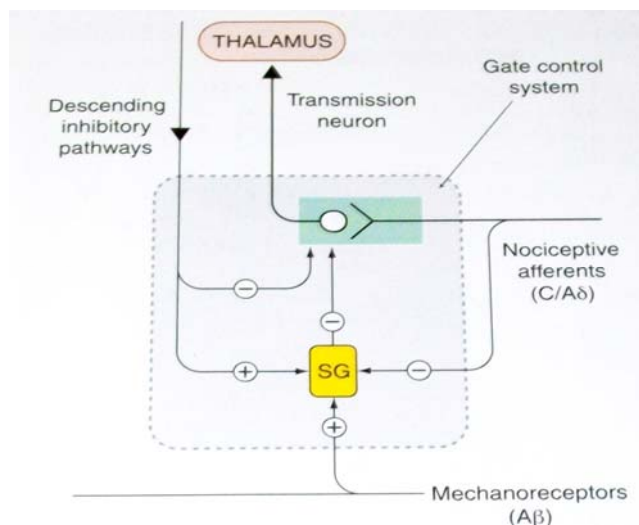 THALAMUS
Gate control
system
Descending
inhibitory
pathways
Transmission
neuron
Nociceptive
afferents
(C/Aδ)
−
−
+
SG
−
+
Mechanoreceptors
(Aβ)